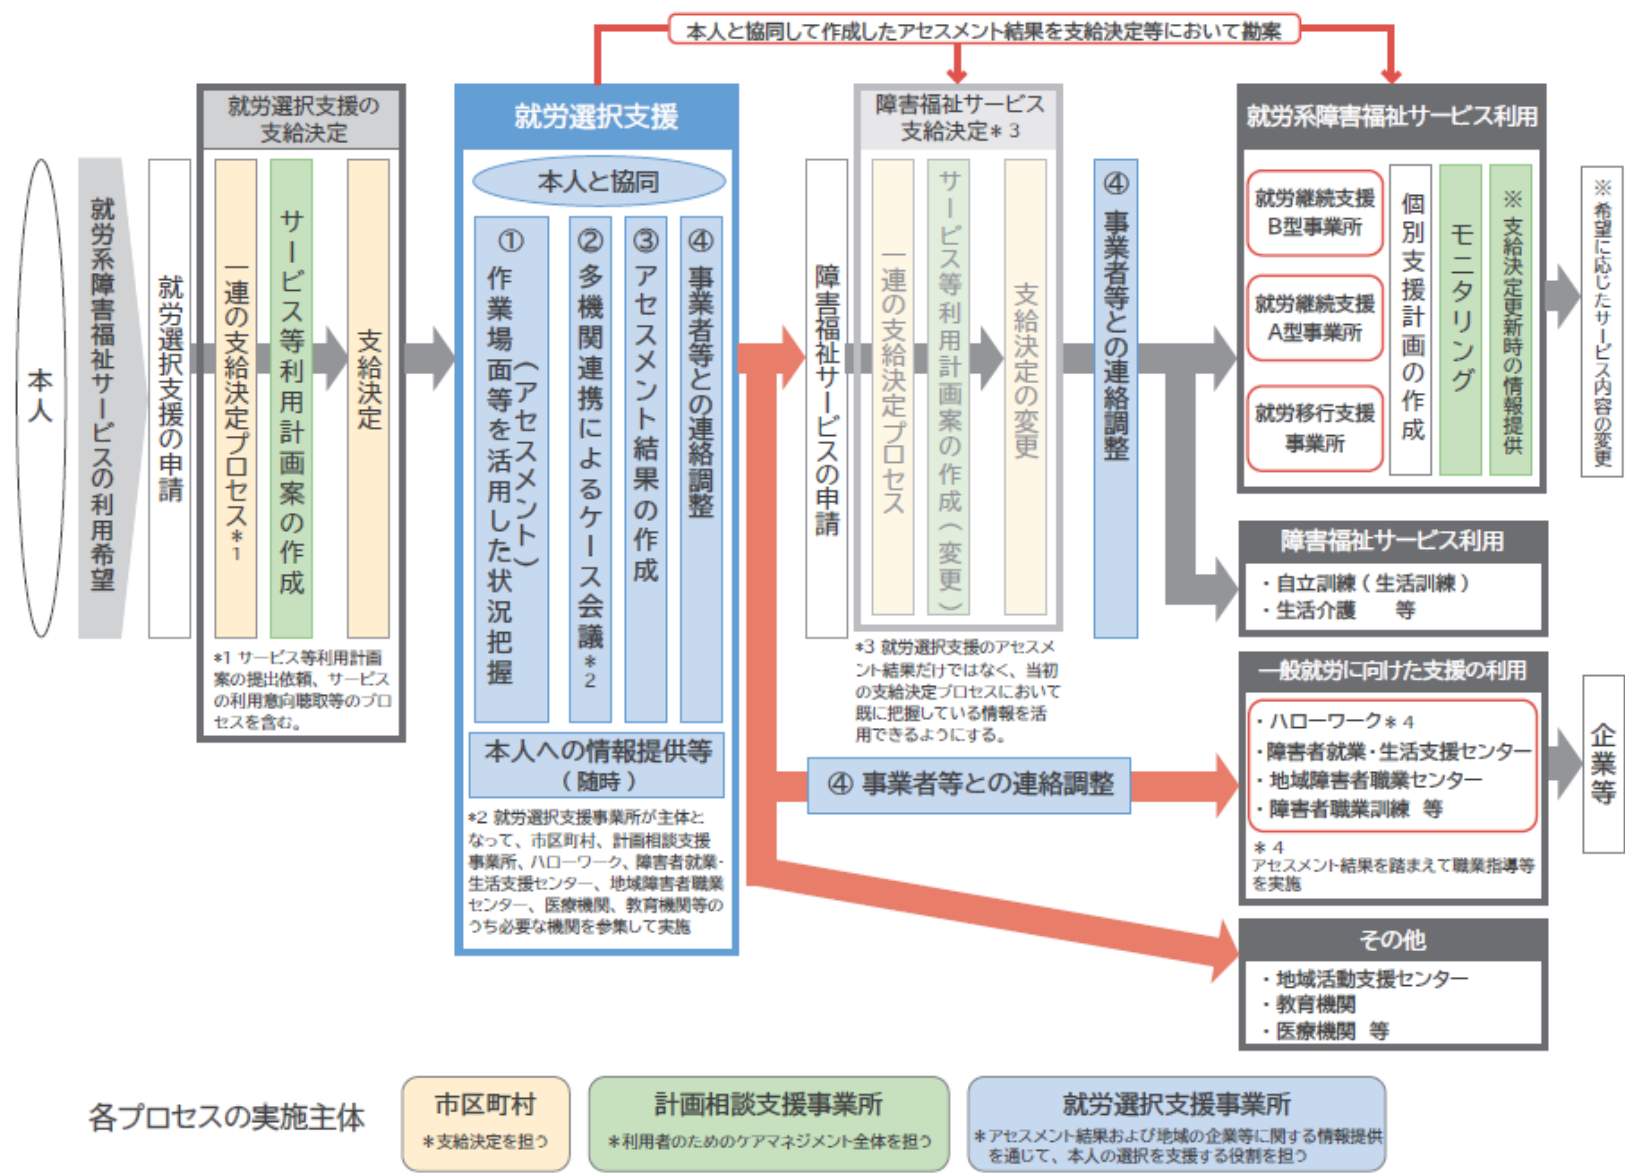 本人と協同して作成したアセスメント結果を支給決定等において勘案
本人
就労系障害福祉サービスの利用希望
就労選択支援の申請
就労選択支援の
支給決定
一連の支給決定プロセス*1
サービス等利用計画案の作成
支給決定
*1 サービス等利用計画
案の提出依頼、サービス
の利用意向聴取等のプロ
セスを含む。
就労選択支援
本人と協同
① 作業場面等を活用した状況把握
（アセスメント）
② 多機関連携によるケース会議*2
③ アセスメント結果の作成
④ 事業者等との連絡調整
本人への情報提供等
（随時）
*2 就労選択支援事業所が主体と
なって、市区町村、計画相談支援
事業所、ハローワーク、障害者就業・
生活支援センター、地域障害者職業
センター、医療機関、教育機関等の
うち必要な機関を参集して実施
障害福祉サービスの申請
障害福祉サービス
支給決定＊3
一連の支給決定プロセス
サービス等利用計画案の作成（変更）
支給決定の変更
*3 就労選択支援のアセスメ
ント結果だけではなく、当初
の支給決定プロセスにおいて
既に把握している情報を活
用できるようにする。
④ 事業者等との連絡調整
④ 事業者等との連絡調整
就労系障害福祉サービス利用
就労継続支援
B型事業所
就労継続支援
A型事業所
就労移行支援
事業所
個別支援計画の作成
モニタリング
※ 支給決定更新時の情報提供
※ 希望に応じたサービス内容の変更
障害福祉サービス利用
・自立訓練（生活訓練）
・生活介護　等
一般就労に向けた支援の利用
・ハローワーク＊4
・障害者就業・生活支援センター
・地域障害者職業センター
・障害者職業訓練 等
＊4
アセスメント結果を踏まえて職業指導等
を実施
企業等
その他
・地域活動支援センター
・教育機関
・医療機関 等
各プロセスの実施主体
市区町村
＊支給決定を担う
計画相談支援事業所
＊利用者のためのケアマネジメント全体を担う
就労選択支援事業所
＊アセスメント結果および地域の企業等に関する情報提供
を通じて、本人の選択を支援する役割を担う